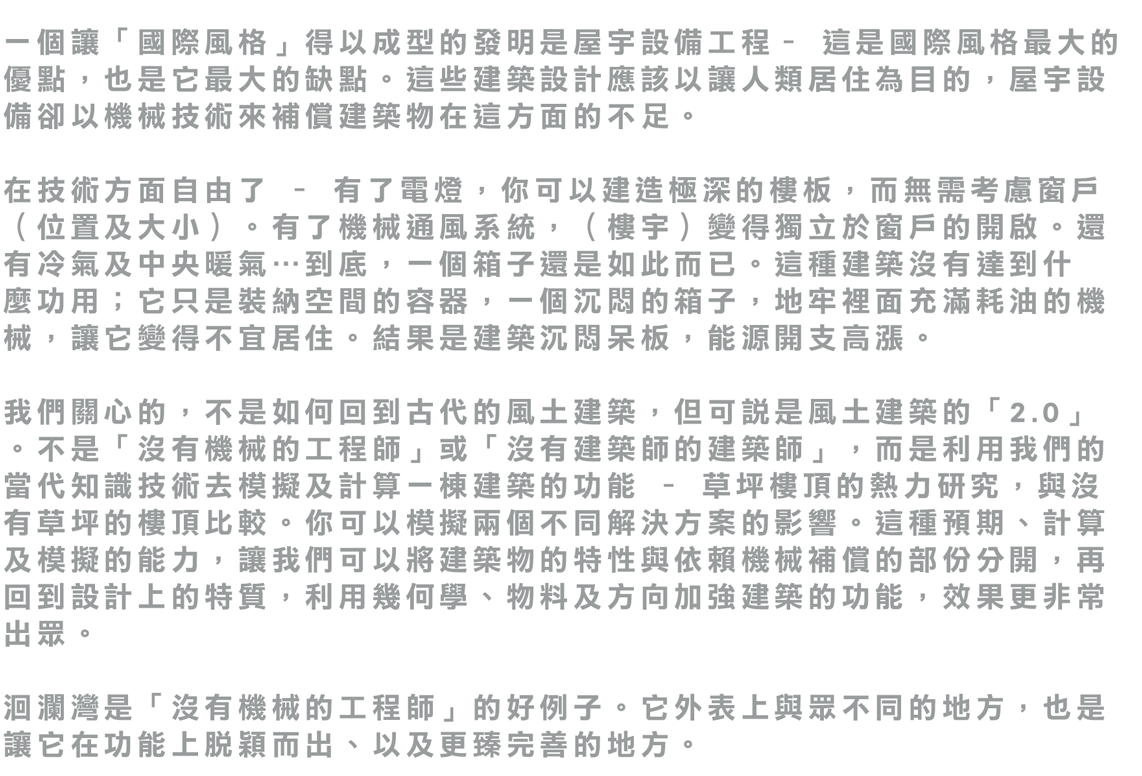 一個讓「國際風格」得以成型的發明是屋宇設備工程 - 這是國際風格最大的
優點，也是它最大的缺點。這些建築設計應該以讓人類居住為目的，屋宇設
備卻以機械技術來補償建築物在這方面的不足。
在技術方面自由了 - 有了電燈，你可以建造極深的樓板，而無需考慮窗戶
（位置及大小）。有了機械通風系統，（樓宇）變得獨立於窗戶的開啟。還
有冷氣及中央暖氣…到底，一個箱子還是如此而已。這種建築沒有達到什
麼功用；它只是裝納空間的容器，一個沉悶的箱子，地牢裡面充滿耗油的機
械，讓它變得不宜居住。結果是建築沉悶呆板，能源開支高漲。
我們關心的，不是如何回到古代的風土建築，但可説是風土建築的「2.0」
。不是「沒有機械的工程師」或「沒有建築師的建築師」，而是利用我們的
當代知識技術去模擬及計算一棟建築的功能 - 草坪樓頂的熱力研究，與沒
有草坪的樓頂比較。你可以模擬兩個不同解決方案的影響。這種預期、計算
及模擬的能力，讓我們可以將建築物的特性與依賴機械補償的部份分開，再
回到設計上的特質，利用幾何學、物料及方向加強建築的功能，效果更非常
出眾。
洄瀾灣是「沒有機械的工程師」的好例子。它外表上與眾不同的地方，也是
讓它在功能上脱穎而出、以及更臻完善的地方。